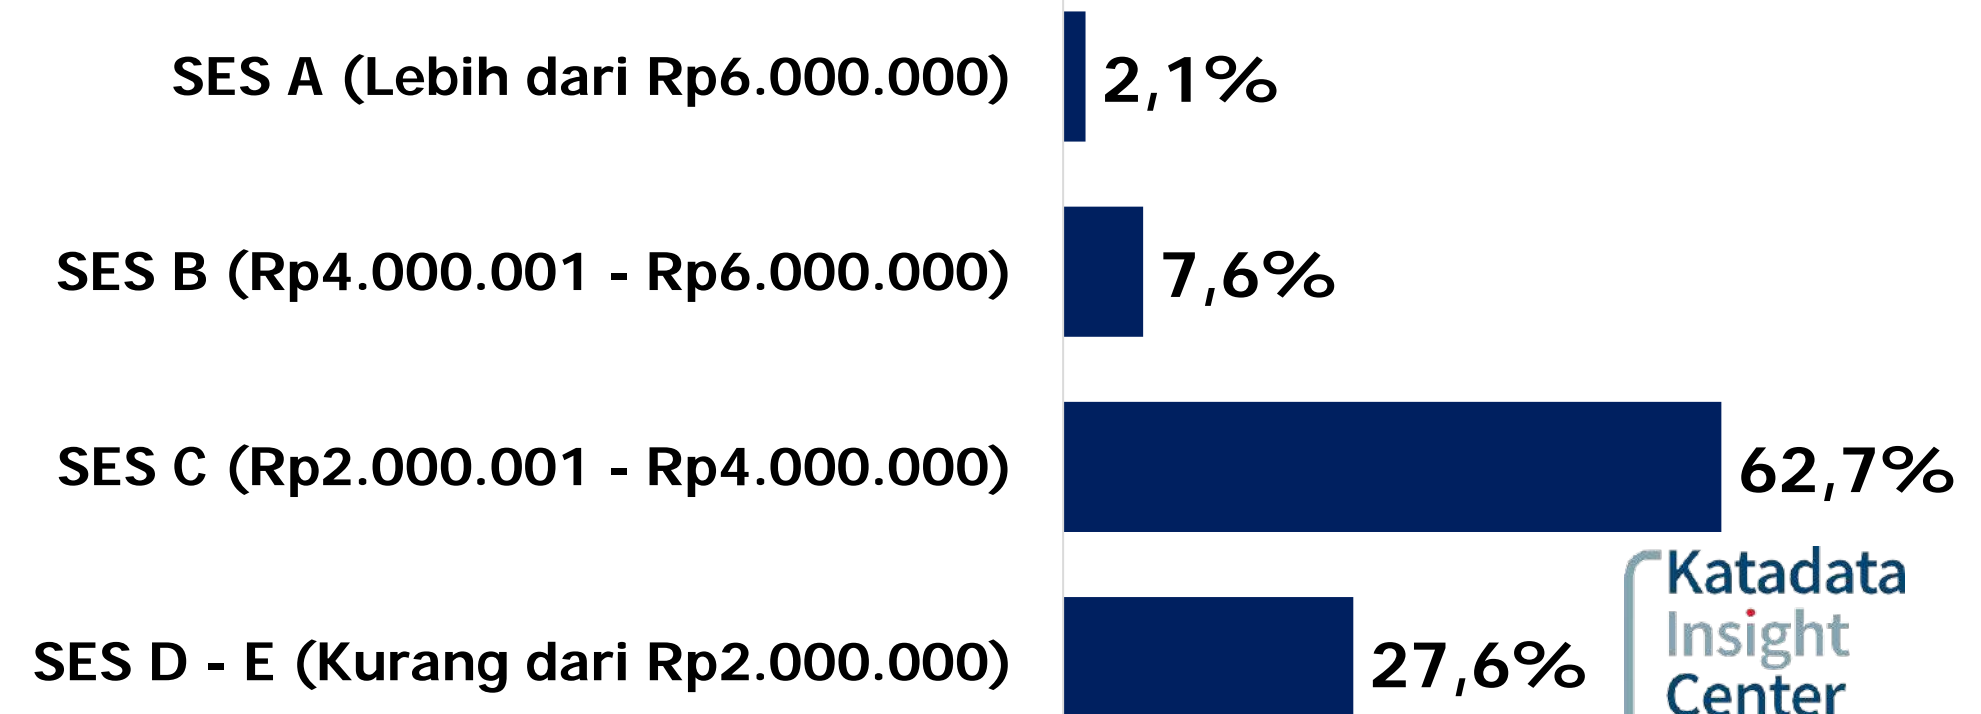 SES A (Lebih dari Rp6.000.000) 2,1%
SES B (Rp4.000.001 - Rp6.000.000) 7,6%
SES C (Rp2.000.001 - Rp4.000.000) 62,7%
SES D - E (Kurang dari Rp2.000.000) 27,6%
Katadata
Insight
Center